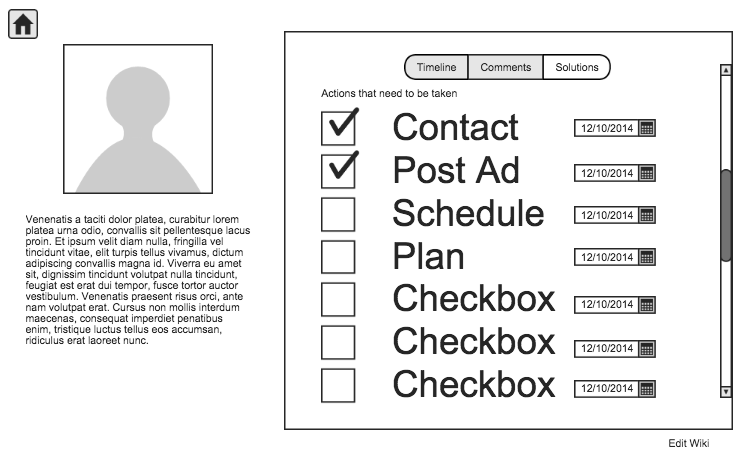 Venenatis a taciti dolor platea, curabitur lorem
platea urna odio, convallis sit pellentesque lacus
proin. Et ipsum velit diam nulla, fringilla vel
tincidunt vitae, elit turpis tellus vivamus, dictum
adipiscing convallis magna id. Viverra eu amet
sit, dignissim tincidunt volutpat nulla tincidunt,
feugiat est erat dui tempor, fusce tortor auctor
vestibulum. Venenatis praesent risus orci, ante
nam volutpat erat. Cursus non mollis interdum
maecenas, consequat imperdiet penatibus
enim, tristique luctus tellus eos accumsan,
ridiculus erat laoreet nunc.
Timeline Comments Solutions
Actions that need to be taken
Contact 12/10/2014
Post Ad 12/10/2014
Schedule 12/10/2014
Plan 12/10/2014
Checkbox 12/10/2014
Checkbox 12/10/2014
Checkbox 12/10/2014
Edit Wiki